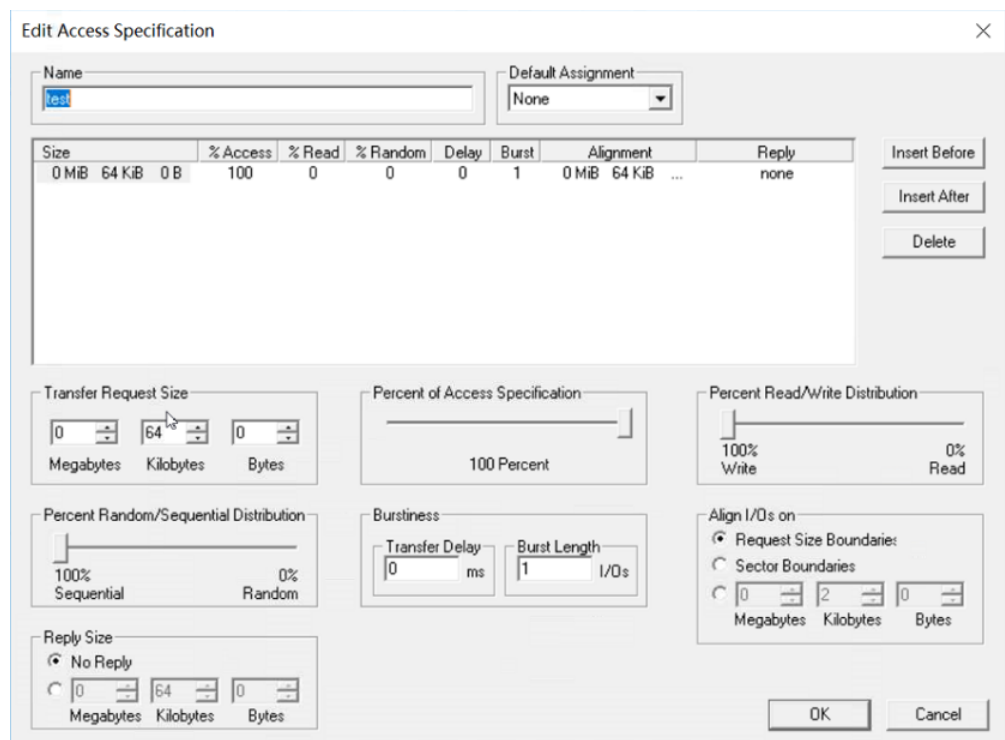 Edit Access Specification
Name
test
Default Assignment
None
Size % Access % Read % Random Delay Burst Alignment Reply
0 MiB 64 KiB 0 B 100 0 0 0 1 0 MiB 64 KiB ... none
Insert Before
Insert After
Delete
Transfer Request Size
0 64 0
Megabytes Kilobytes Bytes
Percent of Access Specification
100 Percent
Percent Read/Write Distribution
100% 0%
Write Read
Percent Random/Sequential Distribution
100% 0%
Sequential Random
Burstiness
Transfer Delay
0 ms
Burst Length
1 I/Os
Align I/Os on
Request Size Boundaries
Sector Boundaries
0 2 0
Megabytes Kilobytes Bytes
Reply Size
No Reply
0 64 0
Megabytes Kilobytes Bytes
OK Cancel